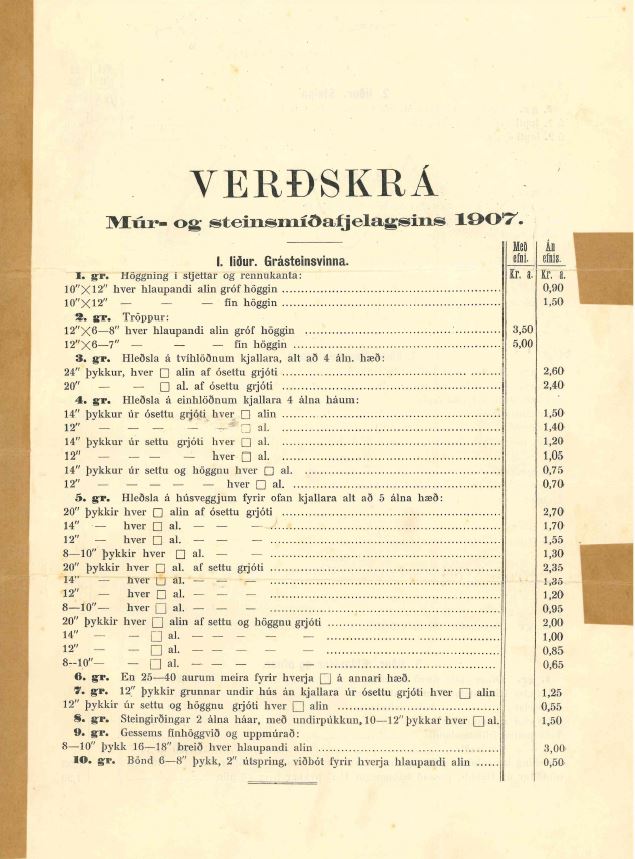 VERÐSKRÁ
Múr- og steinsmíðafjelagsins 1907.
I. liður. Grásteinsvinna.
Með efni. Án efnis.
Kr. a. Kr. a.
1. gr. Höggning i stjettar og rennukanta:
10"×12" hver hlaupandi alin gróf höggin 0,90
10"×12" — — — fin höggin 1,50
2. gr. Tröppur:
12"×6—8" hver hlaupandi alin gróf höggin 3,50
12"×6—7" — — — fin höggin 5,00
3. gr. Hleðsla á tvíhlöðnum kjallara, alt að 4 áln. hæð:
24" þykkur, hver □ alin af ósettu grjóti 2,60
20" — — □ al. af ósettu grjóti 2,40
4. gr. Hleðsla á einhlöðnum kjallara 4 álna háum:
14" þykkur úr ósettu grjóti hver □ alin 1,50
12" — — — — □ al. 1,40
14" þykkur úr settu grjóti hver □ al. 1,20
12" — — — — hver □ al. 1,05
14" þykkur úr settu og höggnu hver □ al. 0,75
12" — — — — — hver □ al. 0,70
5. gr. Hleðsla á húsveggjum fyrir ofan kjallara alt að 5 álna hæð:
20" þykkir hver □ alin af ósettu grjóti 2,70
14" — hver □ al. — — — 1,70
12" — hver □ al. — — — 1,55
8—10" þykkir hver □ al. — — 1,30
20" þykkir hver □ al. af settu grjóti 2,35
14" — hver □ al. — — — 1,35
12" — hver □ al. — — — 1,20
8—10"— hver □ al. — — — 0,95
20" þykkir hver □ alin af settu og höggnu grjóti 2,00
14" — — □ al. — — — — — 1,00
12" — — □ al. — — — — — 0,85
8--10"— — □ al. — — — — — 0,65
6. gr. En 25—40 aurum meira fyrir hverja □ á annari hæð.
7. gr. 12" þykkir grunnar undir hús án kjallara úr ósettu grjóti hver □ alin 1,25
12" þykkir úr settu og höggnu grjóti hver □ alin 0,55
8. gr. Steingirðingar 2 álna háar, með undirpúkkun, 10—12" þykkar hver □ al. 1,50
9. gr. Gessems finhöggvið og uppmúrað:
8—10" þykk 16—18" breið hver hlaupandi alin 3,00
10. gr. Bönd 6—8" þykk, 2" útspring, viðbót fyrir hverja hlaupandi alin 0,50